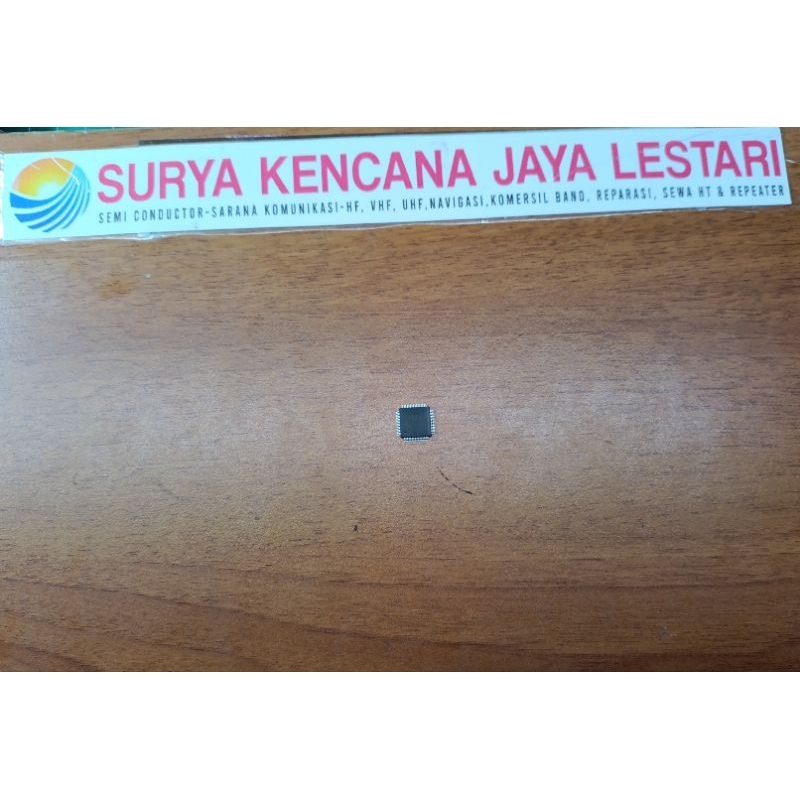 SURYA KENCANA JAYA LESTARI
SEMI CONDUCTOR-SARANA KOMUNIKASI-HF, VHF, UHF,NAVIGASI,KOMERSIL BAND, REPARASI, SEWA HT & REPEATER